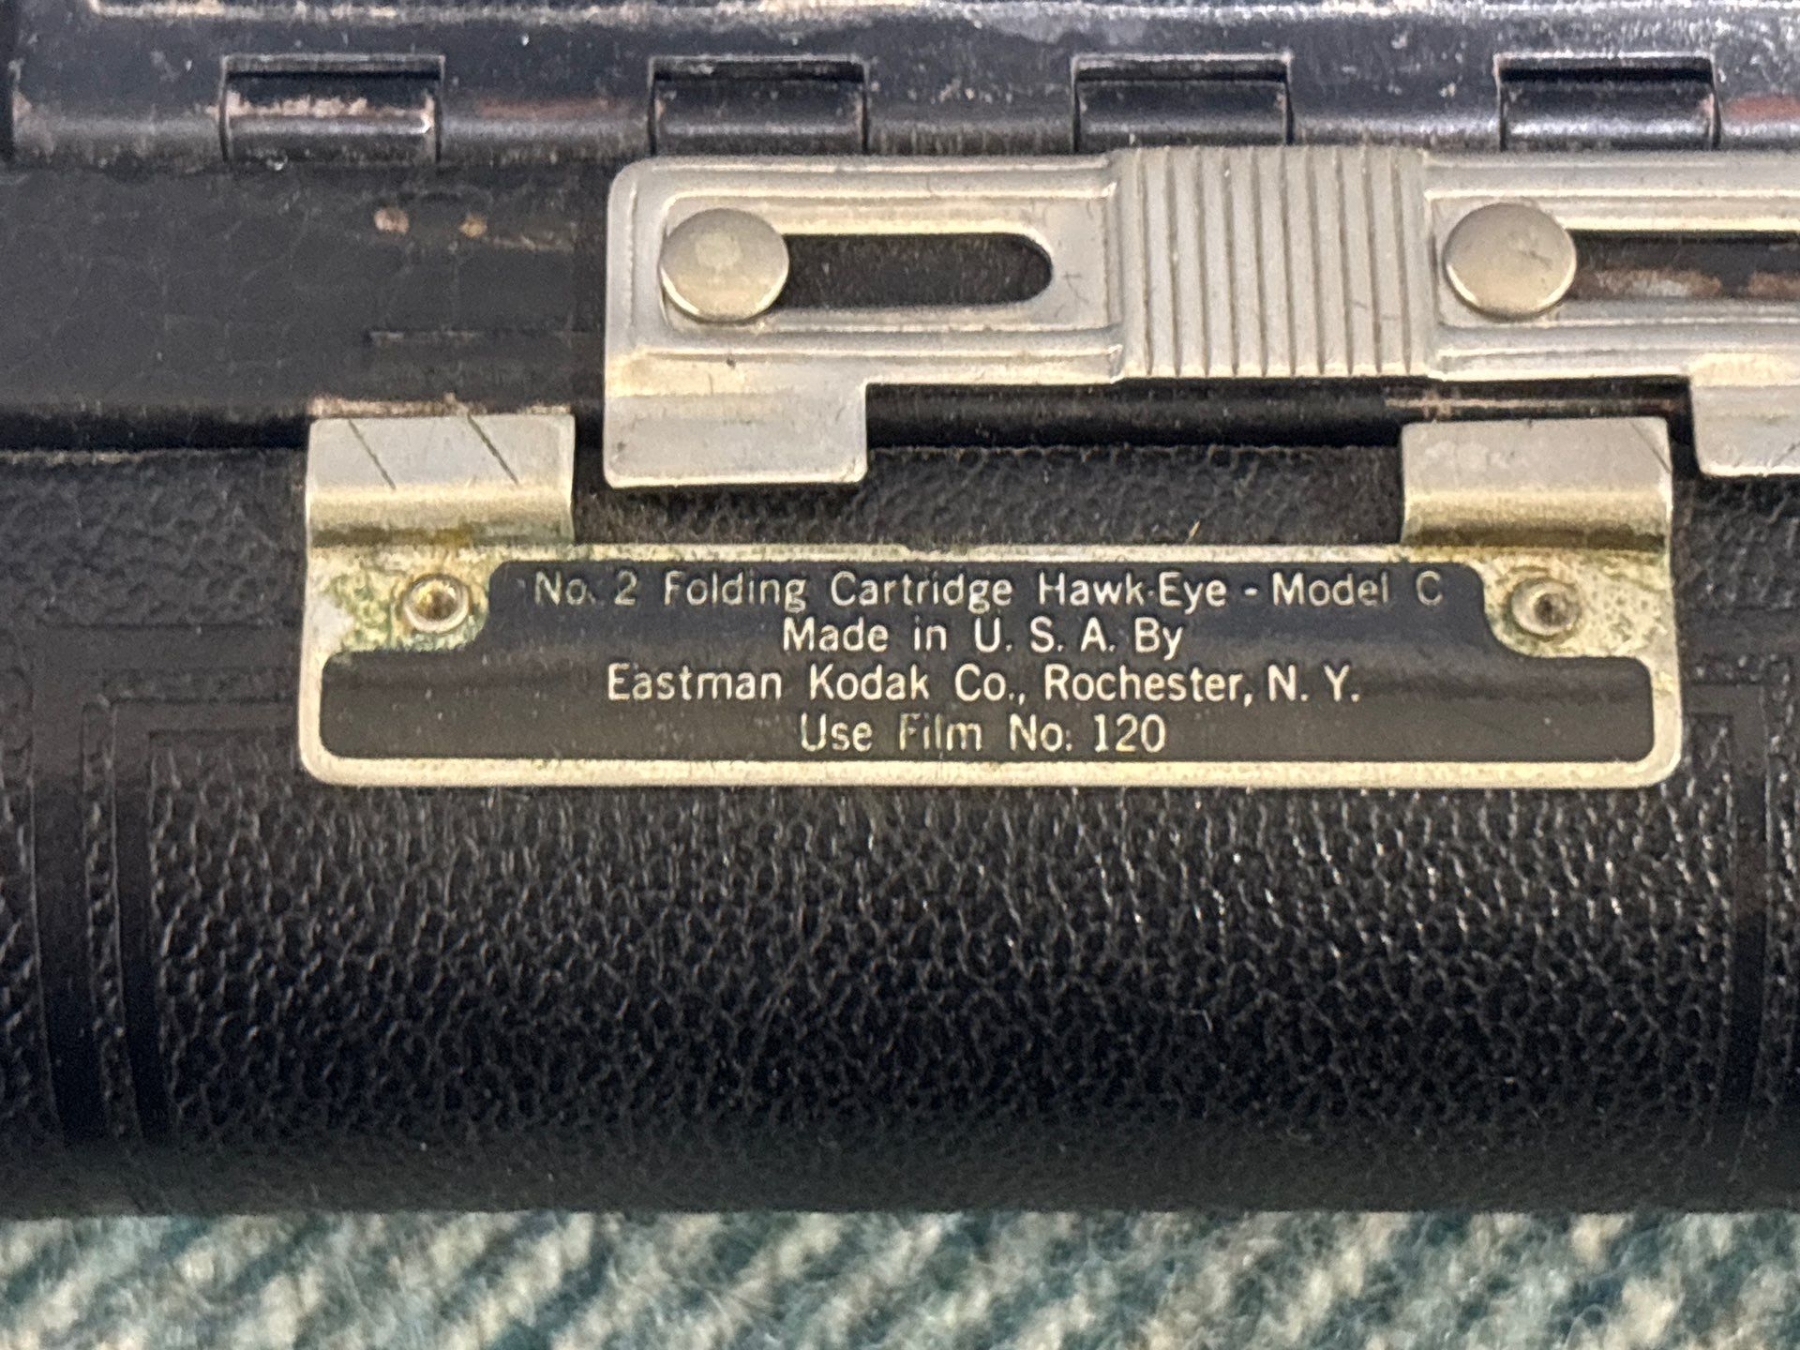 No. 2 Folding Cartridge Hawk-Eye - Model C
Made in U. S. A. By
Eastman Kodak Co., Rochester, N. Y.
Use Film No. 120